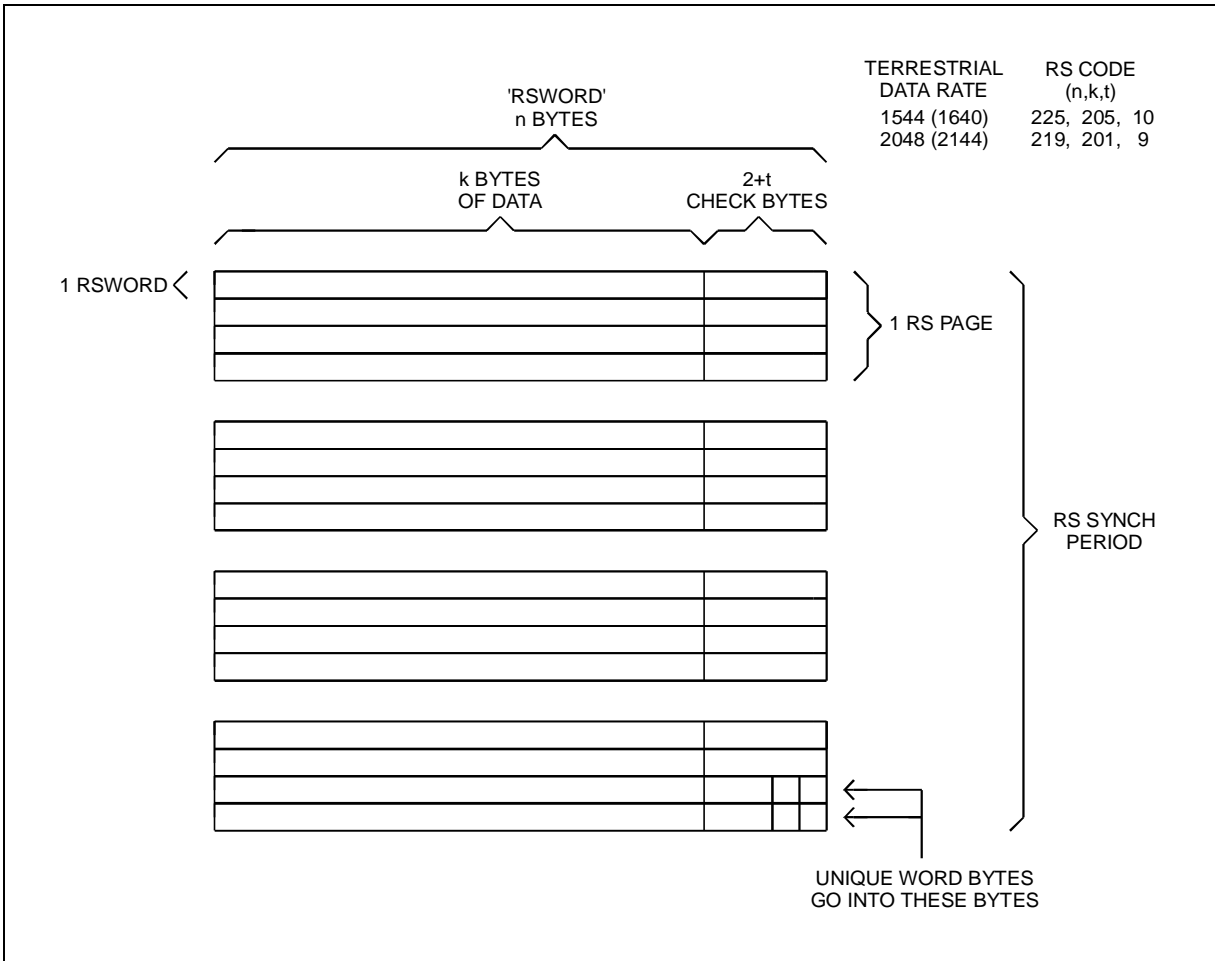 TERRESTRIAL RS CODE
DATA RATE (n,k,t)
1544 (1640) 225, 205, 10
2048 (2144) 219, 201, 9
'RSWORD'
n BYTES
k BYTES
OF DATA
2+t
CHECK BYTES
1 RSWORD
1 RS PAGE
RS SYNCH
PERIOD
UNIQUE WORD BYTES
GO INTO THESE BYTES